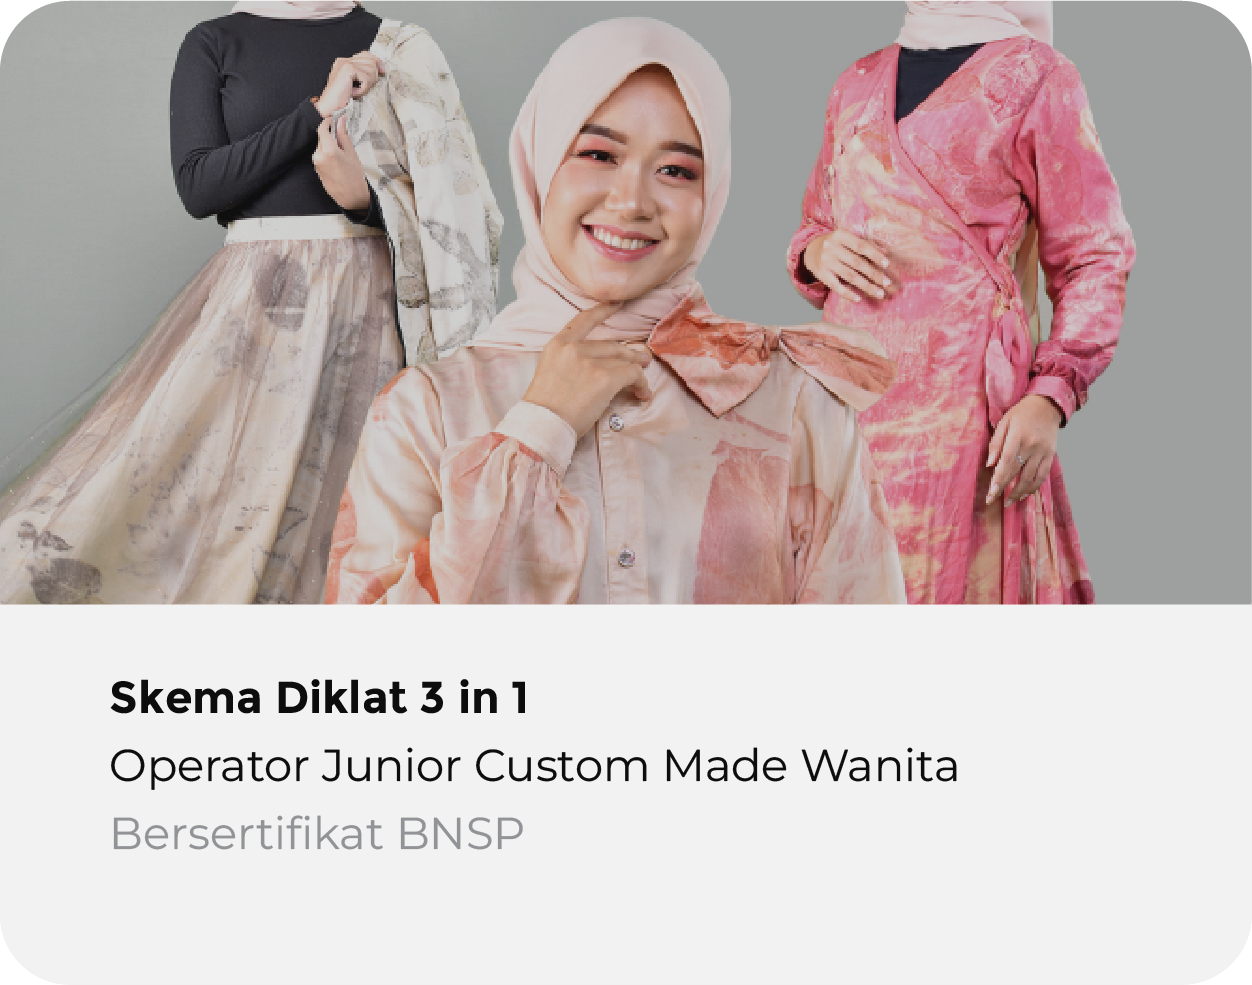 Skema Diklat 3 in 1
Operator Junior Custom Made Wanita
Bersertifikat BNSP